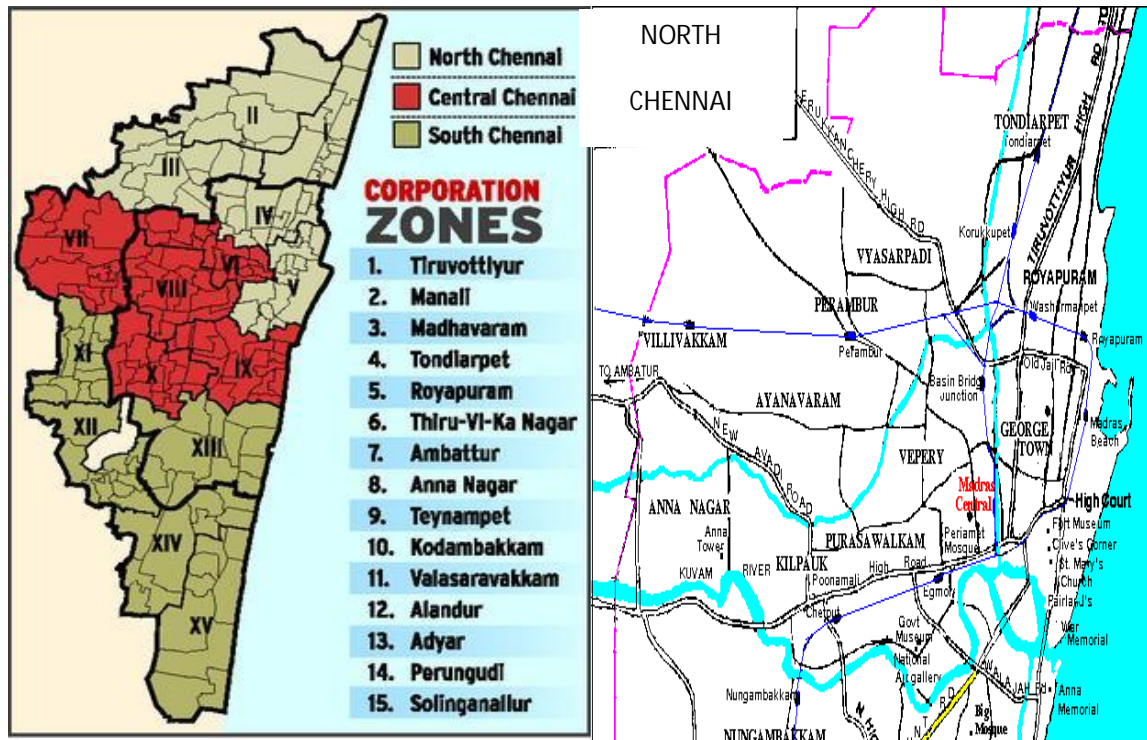 North Chennai
Central Chennai
South Chennai
CORPORATION
ZONES
1. Tiruvottiyur
2. Manali
3. Madhavaram
4. Tondiarpet
5. Royapuram
6. Thiru-Vi-Ka Nagar
7. Ambattur
8. Anna Nagar
9. Teynampet
10. Kodambakkam
11. Valasaravakkam
12. Alandur
13. Adyar
14. Perungudi
15. Solinganallur
I
II
III
IV
V
VI
VII
VIII
IX
X
XI
XII
XIII
XIV
XV
NORTH
CHENNAI
ERUKKANCHERY HIGH RD
TONDIARPET
Tondiarpet
TIRUVOTTIYUR HIGH RD
Korukkupet
VYASARPADI
ROYAPURAM
PERAMBUR
Washermanpet
VILLIVAKKAM
Perambur
Royapuram
TO AMBATUR
Old Jail Rd
Basin Bridge
Junction
AYANAVARAM
NEW AVADI ROAD
GEORGE
TOWN
Madras
Beach
VEPERY
Madras
Central
High Court
ANNA NAGAR
Anna
Tower
Periamet
Mosque
Fort Museum
PURASAWALKAM
Clive's Corner
KILPAUK
St. Mary's
Church
KUVAM RIVER
Poonamall High Road
Egmor
Parlar J's
Chetput
Govt
Museum
War
Memorial
National
Art gallery
WALAJAH Rd
Nungambakkam
Anna
Memorial
Big
Mosque
NUNGAMBAKKAM
N HIG
NT RD